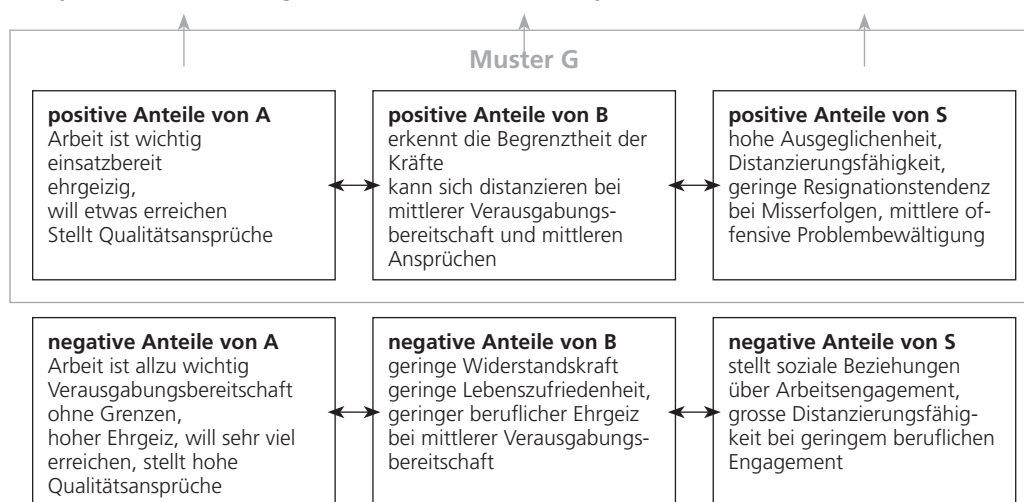 Muster G
positive Anteile von A
Arbeit ist wichtig
einsatzbereit
ehrgeizig,
will etwas erreichen
Stellt Qualitätsansprüche
positive Anteile von B
erkennt die Begrenztheit der
Kräfte
kann sich distanzieren bei
mittlerer Verausgabungs-
bereitschaft und mittleren
Ansprüchen
positive Anteile von S
hohe Ausgeglichenheit,
Distanzierungsfähigkeit,
geringe Resignationstendenz
bei Misserfolgen, mittlere of-
fensive Problembewältigung
negative Anteile von A
Arbeit ist allzu wichtig
Verausgabungsbereitschaft
ohne Grenzen,
hoher Ehrgeiz, will sehr viel
erreichen, stellt hohe
Qualitätsansprüche
negative Anteile von B
geringe Widerstandskraft
geringe Lebenszufriedenheit,
geringer beruflicher Ehrgeiz
bei mittlerer Verausgabungs-
bereitschaft
negative Anteile von S
stellt soziale Beziehungen
über Arbeitsengagement,
grosse Distanzierungsfähig-
keit bei geringem beruflichen
Engagement